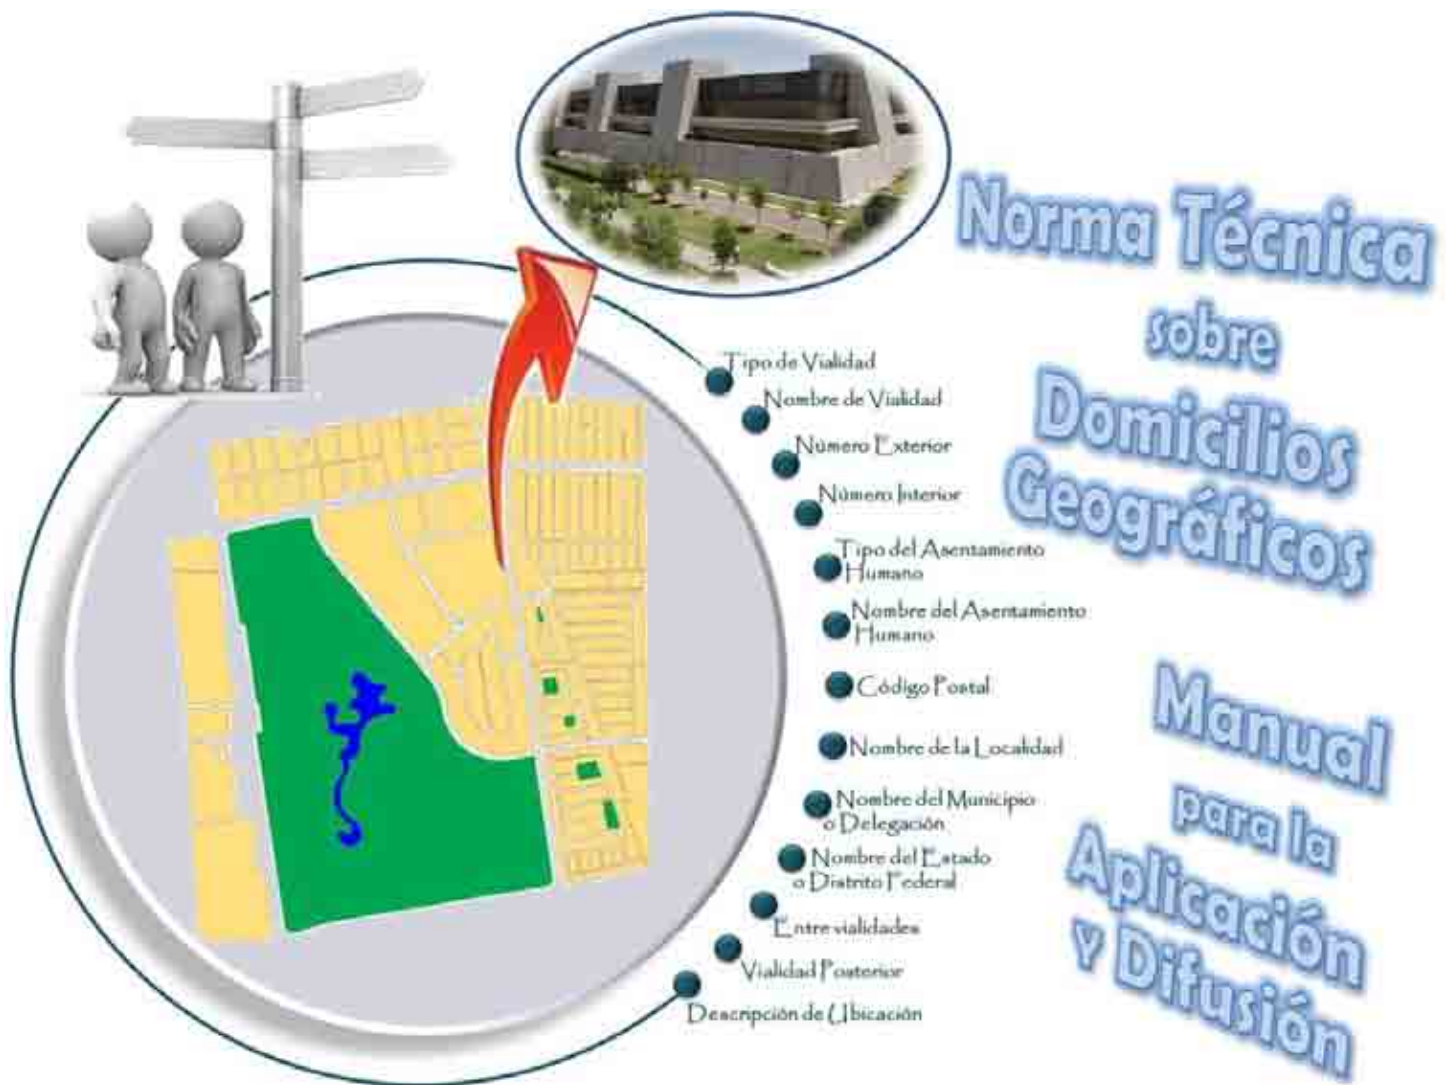 Norma Técnica
sobre
Domicilios
Geográficos
Manual
para la
Aplicación
y Difusión
Tipo de Vialidad
Nombre de Vialidad
Número Exterior
Número Interior
Tipo del Asentamiento
Humano
Nombre del Asentamiento
Humano
Código Postal
Nombre de la Localidad
Nombre del Municipio
o Delegación
Nombre del Estado
o Distrito Federal
Entre vialidades
Vialidad Posterior
Descripción de Ubicación